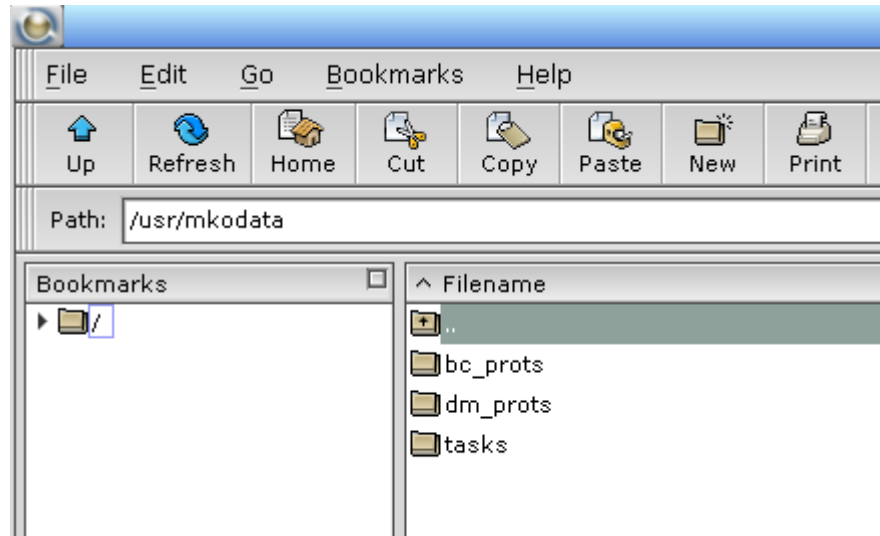 File Edit Go Bookmarks Help
Up Refresh Home Cut Copy Paste New Print
Path: /usr/mkodata
Bookmarks
/
Filename
..
bc_prots
dm_prots
tasks